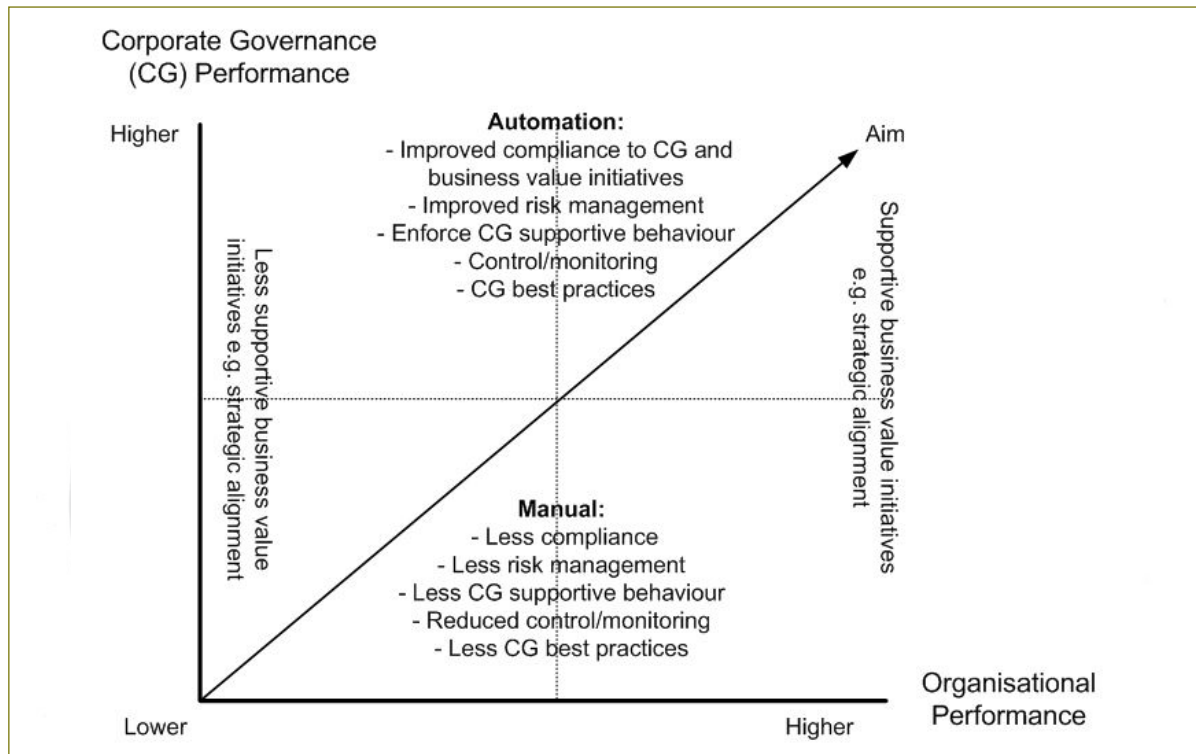 Corporate Governance
(CG) Performance
Higher
Automation:
- Improved compliance to CG and
business value initiatives
- Improved risk management
- Enforce CG supportive behaviour
- Control/monitoring
- CG best practices
Aim
Less supportive business value
initiatives e.g. strategic alignment
Supportive business value initiatives
e.g. strategic alignment
Manual:
- Less compliance
- Less risk management
- Less CG supportive behaviour
- Reduced control/monitoring
- Less CG best practices
Lower
Higher
Organisational
Performance